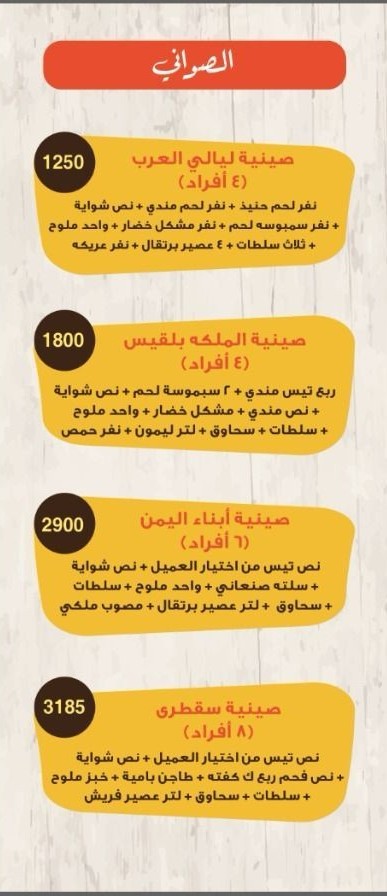 الصواني
1250
صينية ليالي العرب
(٤ أفراد)
نفر لحم حنيذ + نفر لحم مندي + نص شواية
+ نفر سمبوسه لحم + نفر مشكل خضار + واحد ملوح
+ ثلاث سلطات + ٤ عصير برتقال + نفر عريكه
1800
صينية الملكه بلقيس
(٤ أفراد)
ربع تيس مندي + ٢ سبموسة لحم + نص شواية
+ نص مندي + مشكل خضار + واحد ملوح
+ سلطات + سحاوق + لتر ليمون + نفر حمص
2900
صينية أبناء اليمن
(٦ أفراد)
نص تيس من اختيار العميل + نص شواية
+ سلته صنعاني + واحد ملوح + سلطات
+ سحاوق + لتر عصير برتقال + مصوب ملكي
3185
صينية سقطرى
(٨ أفراد)
نص تيس من اختيار العميل + نص شواية
+ نص فحم ربع ك كفته + طاجن بامية + خبز ملوح
+ سلطات + سحاوق + لتر عصير فريش